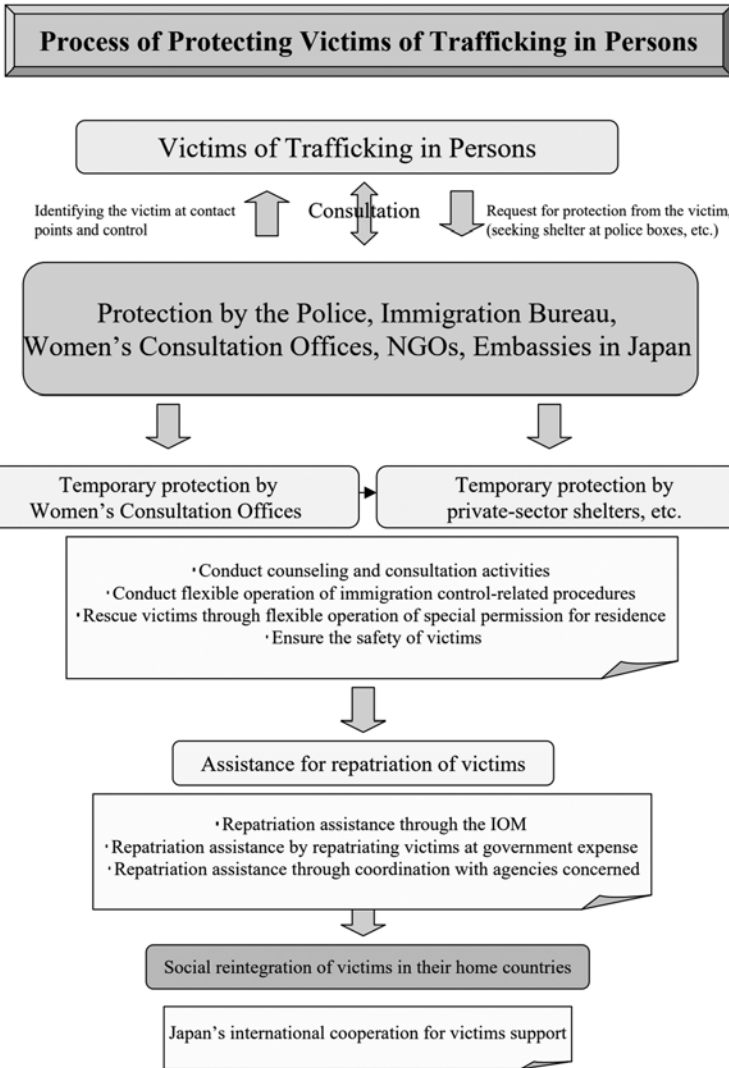 Process of Protecting Victims of Trafficking in Persons
Victims of Trafficking in Persons
Identifying the victim at contact
points and control
Consultation
Request for protection from the victim,
(seeking shelter at police boxes, etc.)
Protection by the Police, Immigration Bureau,
Women’s Consultation Offices, NGOs, Embassies in Japan
Temporary protection by
Women’s Consultation Offices
Temporary protection by
private-sector shelters, etc.
・Conduct counseling and consultation activities
・Conduct flexible operation of immigration control-related procedures
・Rescue victims through flexible operation of special permission for residence
・Ensure the safety of victims
Assistance for repatriation of victims
・Repatriation assistance through the IOM
・Repatriation assistance by repatriating victims at government expense
・Repatriation assistance through coordination with agencies concerned
Social reintegration of victims in their home countries
Japan’s international cooperation for victims support